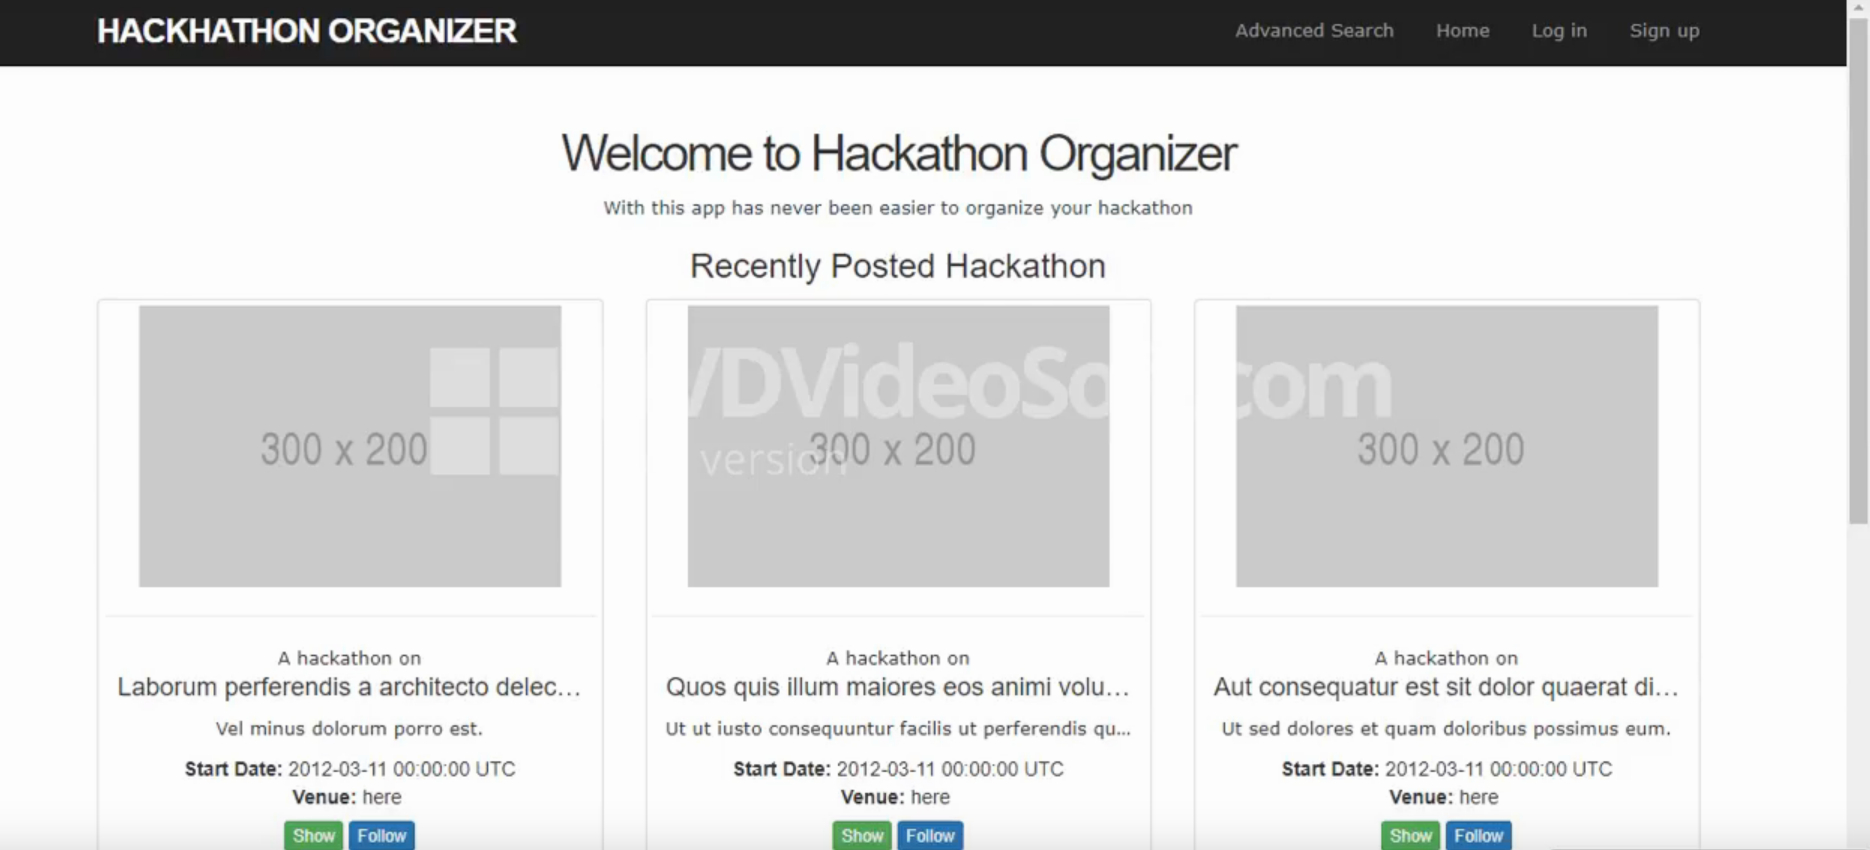 HACKHATHON ORGANIZER
Advanced Search Home Log in Sign up
Welcome to Hackathon Organizer
With this app has never been easier to organize your hackathon
Recently Posted Hackathon
300 x 200
300 x 200
300 x 200
VDVideoSo com
version
A hackathon on
Laborum perferendis a architecto delec...
Vel minus dolorum porro est.
Start Date: 2012-03-11 00:00:00 UTC
Venue: here
Show Follow
A hackathon on
Quos quis illum maiores eos animi volu...
Ut ut iusto consequuntur facilis ut perferendis qu...
Start Date: 2012-03-11 00:00:00 UTC
Venue: here
Show Follow
A hackathon on
Aut consequatur est sit dolor quaerat di...
Ut sed dolores et quam doloribus possimus eum.
Start Date: 2012-03-11 00:00:00 UTC
Venue: here
Show Follow